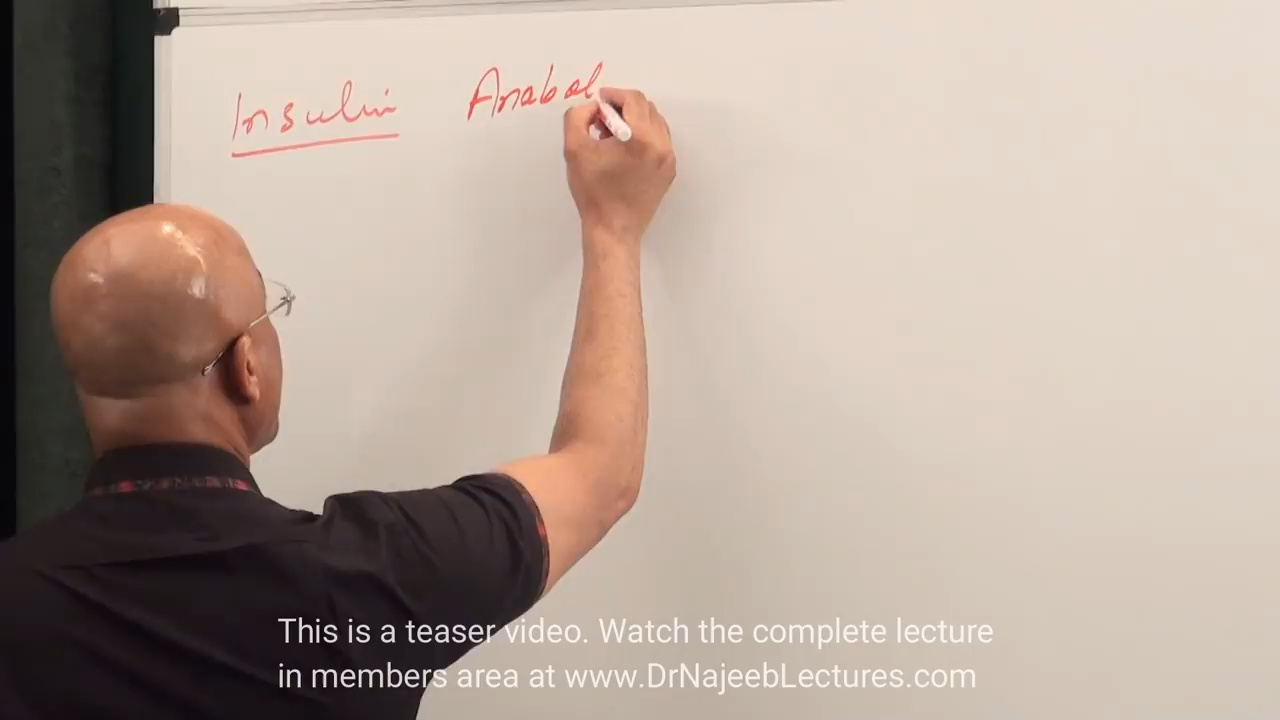 Insulin Anabol
This is a teaser video. Watch the complete lecture
in members area at www.DrNajeebLectures.com